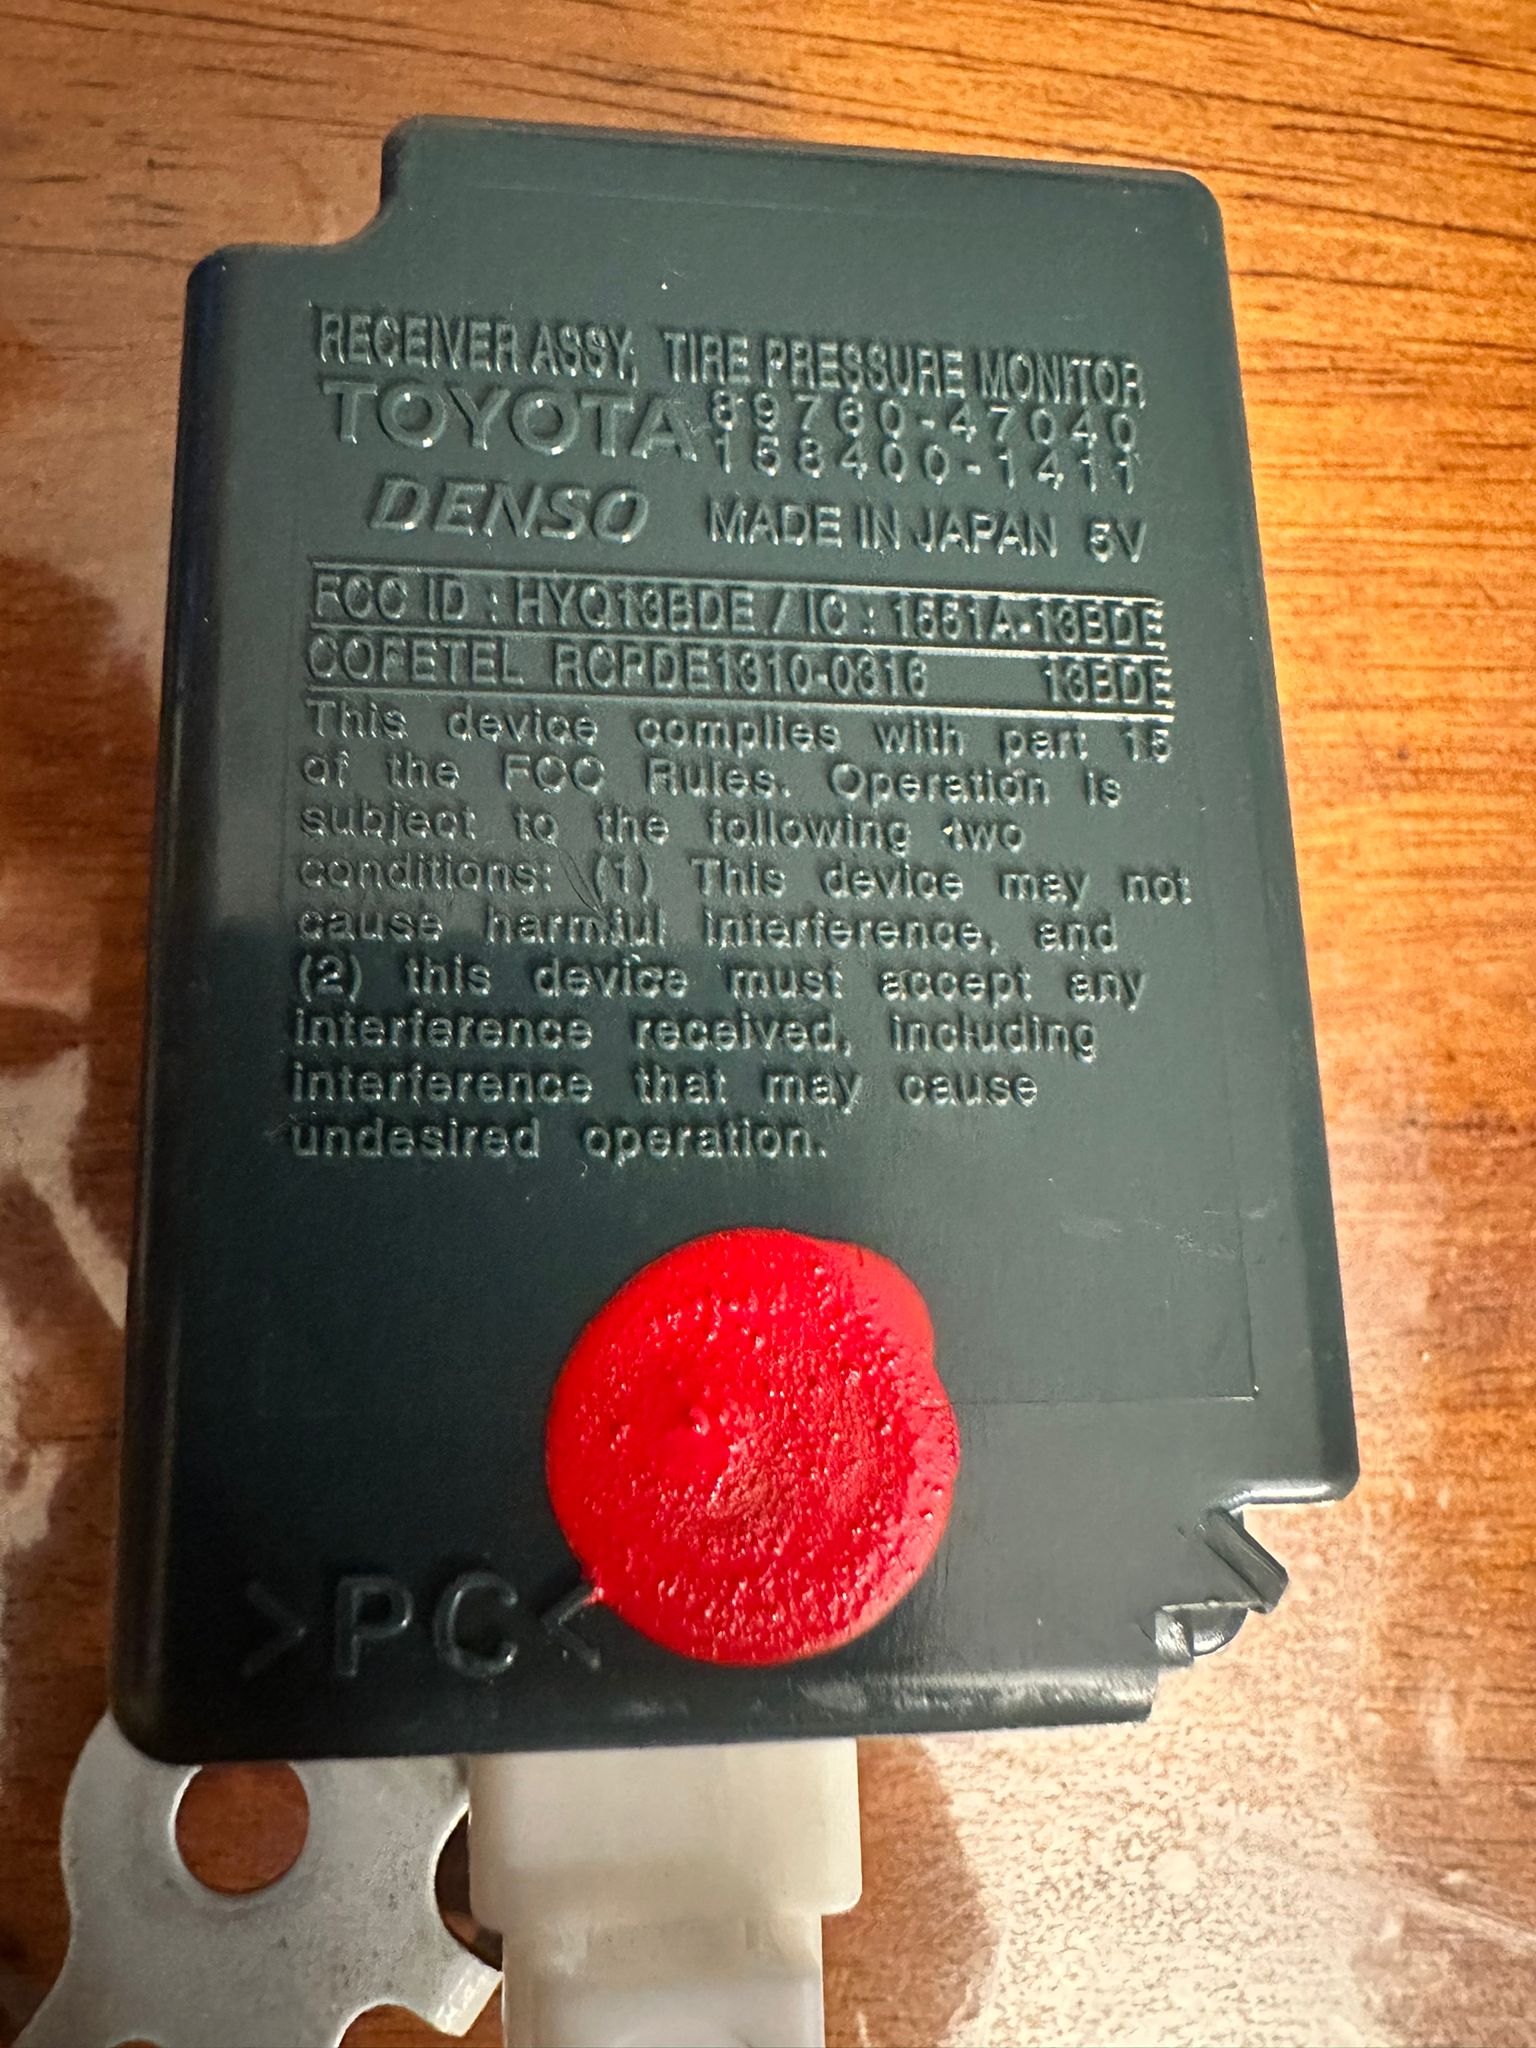 RECEIVER ASSY, TIRE PRESSURE MONITOR
TOYOTA 89760-47040
158400-1411
DENSO MADE IN JAPAN 5V
FCC ID : HYQ13BDE / IC : 1551A-13BDE
COFETEL RCPDE1310-0316 13BDE
This device complies with part 15
of the FCC Rules. Operation is
subject to the following two
conditions: (1) This device may not
cause harmful interference, and
(2) this device must accept any
interference received, including
interference that may cause
undesired operation.
>PC<